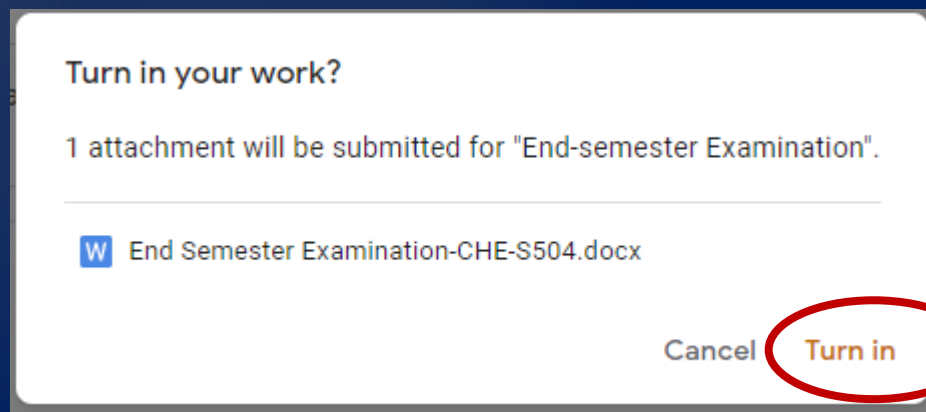 Turn in your work?
1 attachment will be submitted for "End-semester Examination".
W End Semester Examination-CHE-S504.docx
Cancel Turn in